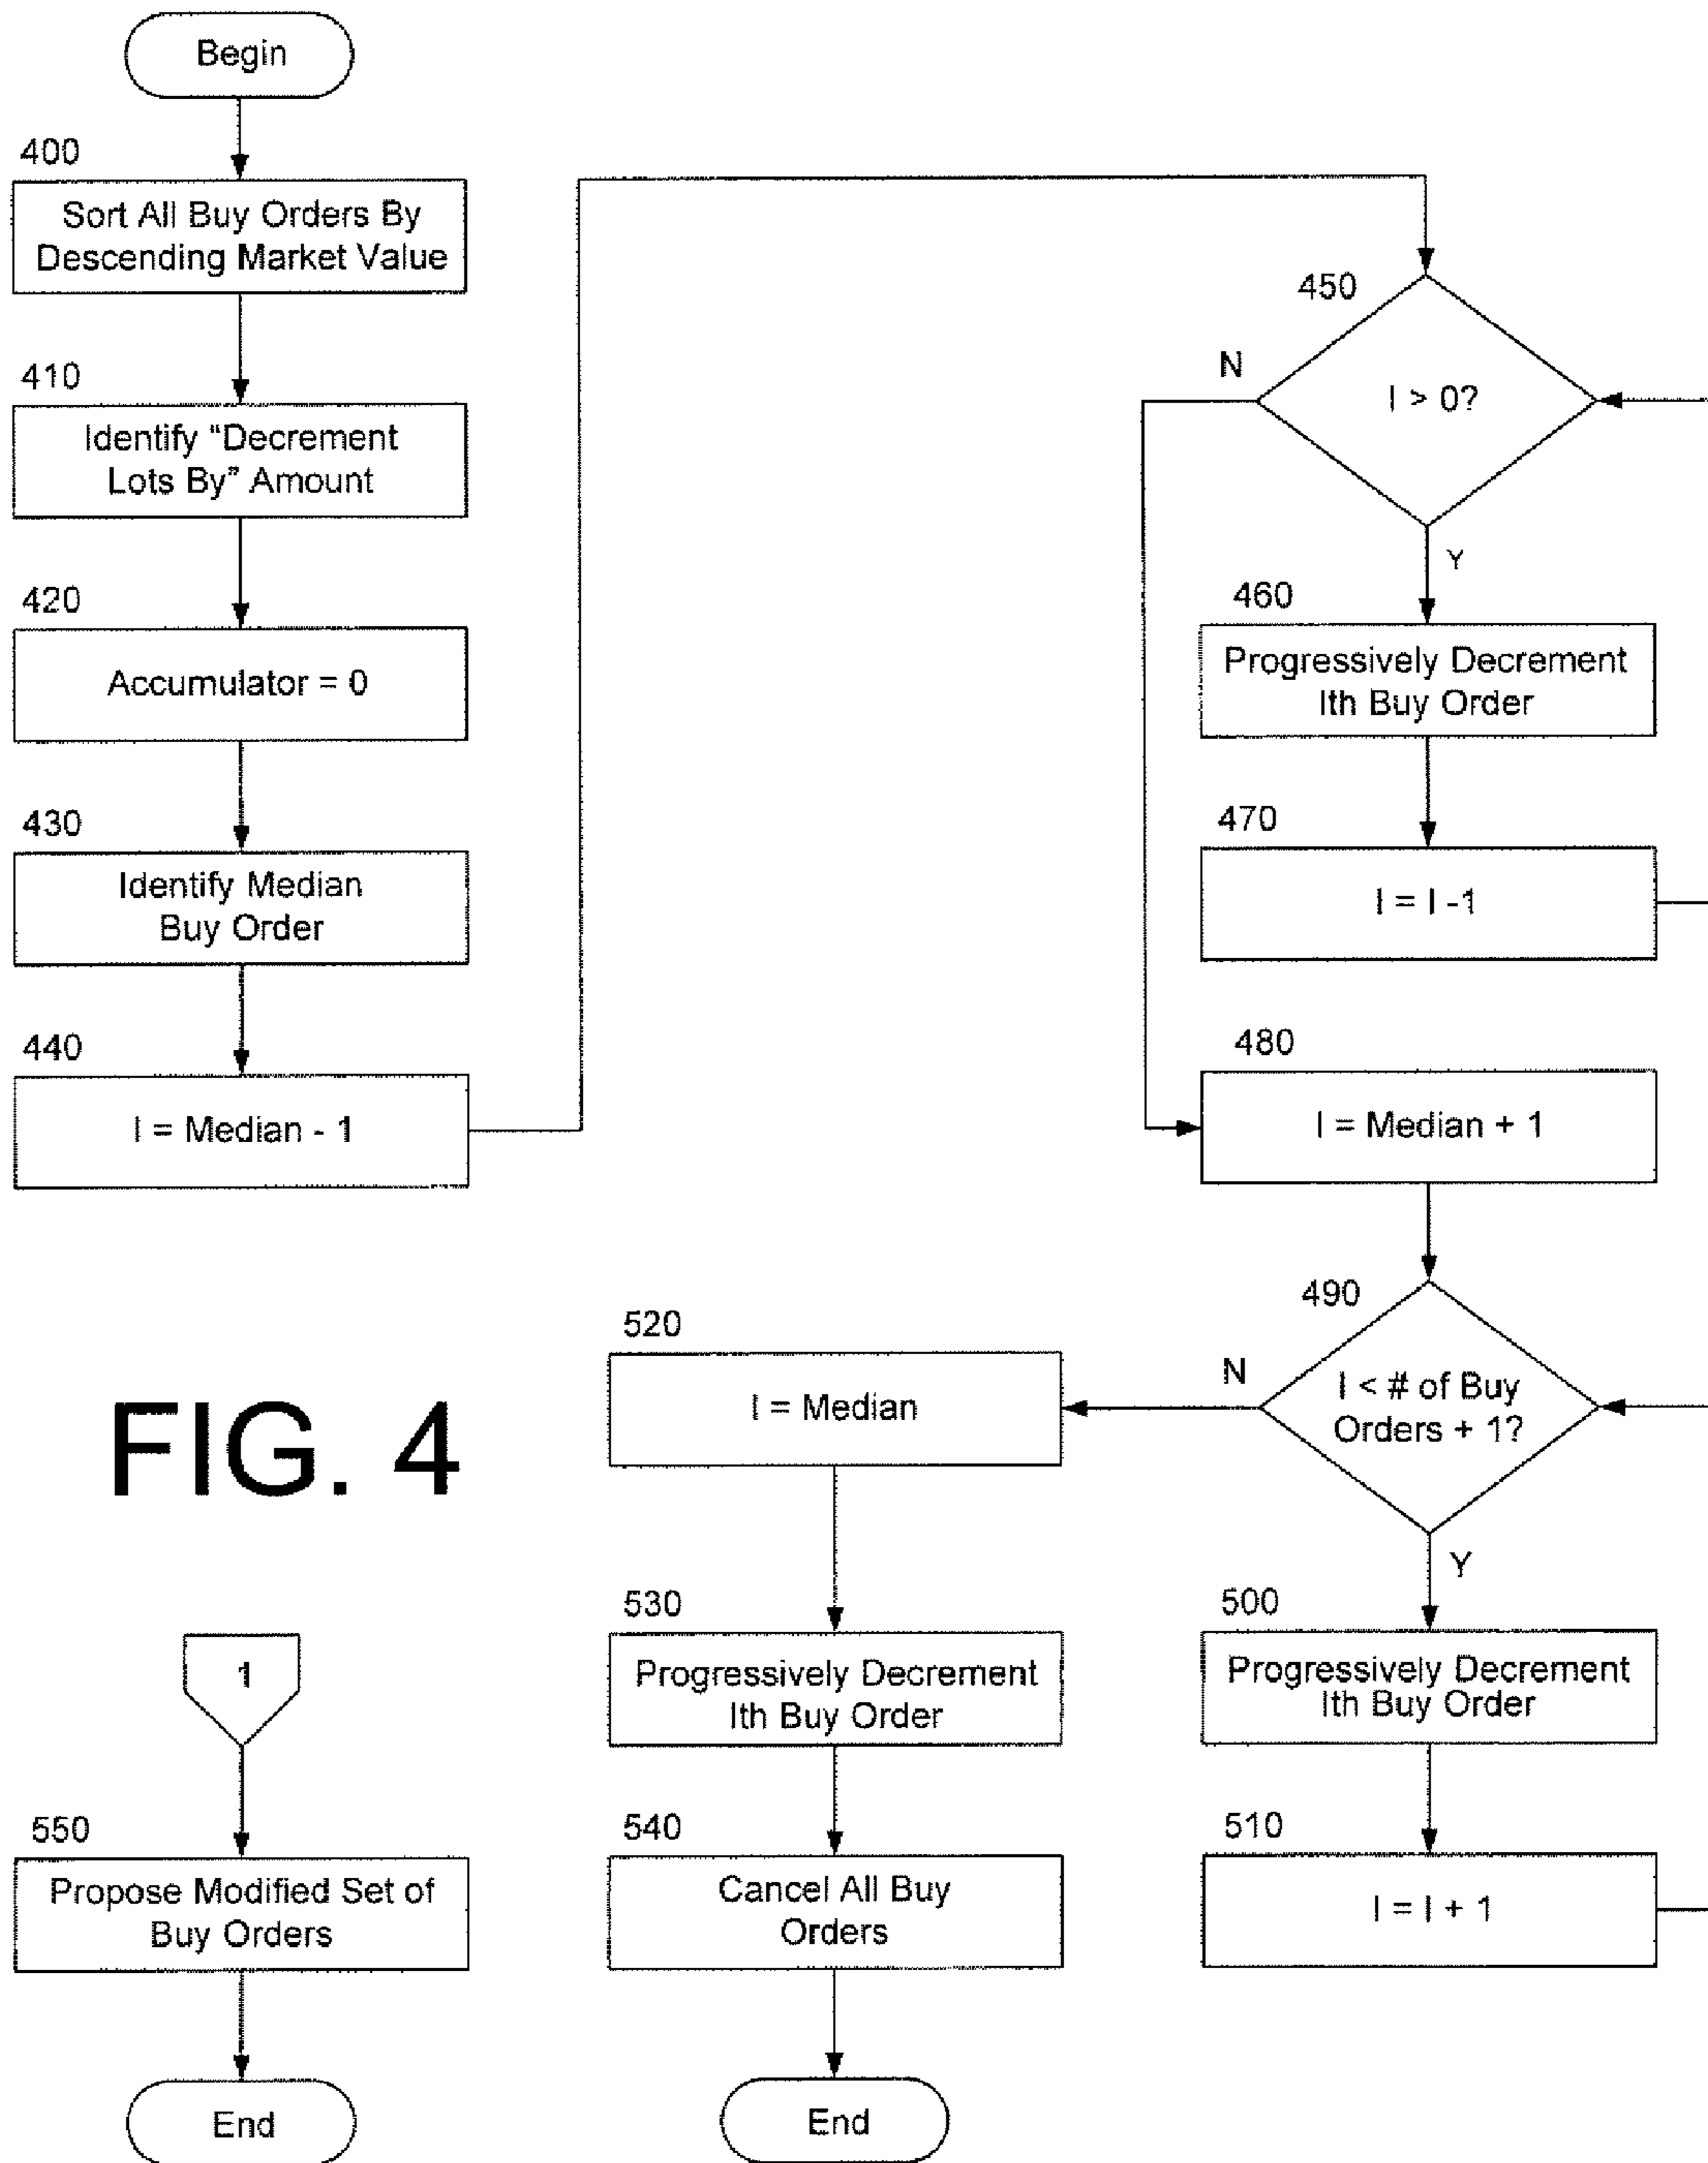 Begin
400
Sort All Buy Orders By
Descending Market Value
410
Identify “Decrement
Lots By” Amount
420
Accumulator = 0
430
Identify Median
Buy Order
440
I = Median - 1
450
I > 0?
N
Y
460
Progressively Decrement
Ith Buy Order
470
I = I -1
480
I = Median + 1
490
I < # of Buy
Orders + 1?
N
Y
500
Progressively Decrement
Ith Buy Order
510
I = I + 1
520
I = Median
530
Progressively Decrement
Ith Buy Order
540
Cancel All Buy
Orders
End
FIG. 4
1
550
Propose Modified Set of
Buy Orders
End